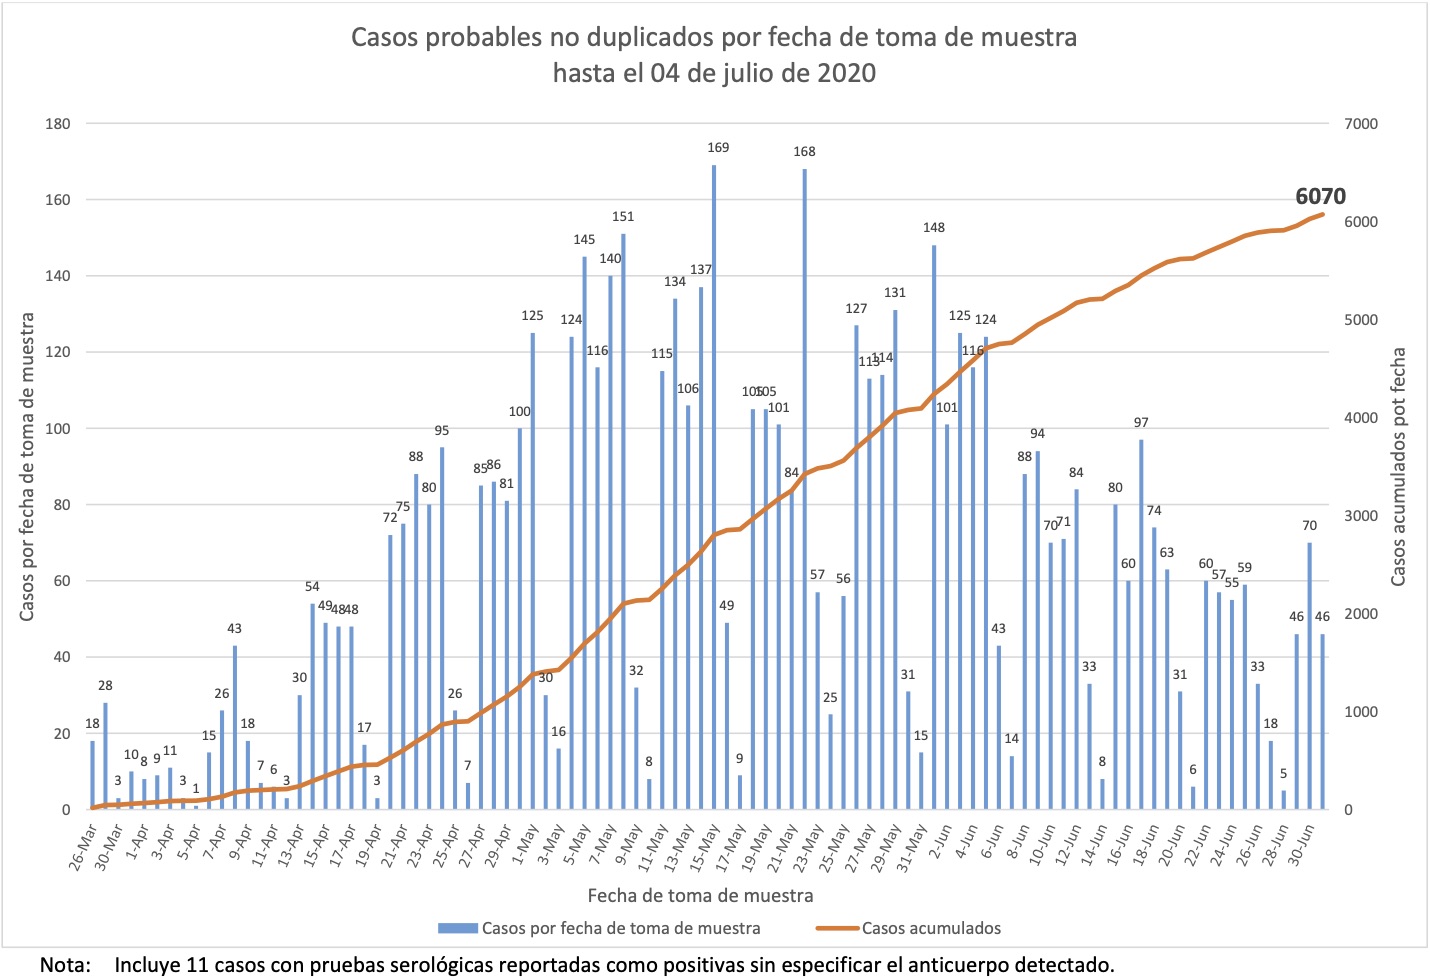 Casos probables no duplicados por fecha de toma de muestra
hasta el 04 de julio de 2020
180
160
140
120
100
80
60
40
20
0
Casos por fecha de toma de muestra
7000
6000
5000
4000
3000
2000
1000
0
Casos acumulados pot fecha
6070
18
28
3
10
8
9
11
3
1
15
26
43
18
7
6
3
30
54
49
48
48
17
3
72
75
88
80
95
26
7
85
86
81
100
125
30
16
124
145
116
140
151
32
8
115
134
106
137
169
49
9
105
105
101
84
168
57
25
56
127
113
114
131
31
15
148
101
125
116
124
43
14
88
94
70
71
84
33
8
80
60
97
74
63
31
6
60
57
55
59
33
18
5
46
70
46
26-Mar
30-Mar
1-Apr
3-Apr
5-Apr
7-Apr
9-Apr
11-Apr
13-Apr
15-Apr
17-Apr
19-Apr
21-Apr
23-Apr
25-Apr
27-Apr
29-Apr
1-May
3-May
5-May
7-May
9-May
11-May
13-May
15-May
17-May
19-May
21-May
23-May
25-May
27-May
29-May
31-May
2-Jun
4-Jun
6-Jun
8-Jun
10-Jun
12-Jun
14-Jun
16-Jun
18-Jun
20-Jun
22-Jun
24-Jun
26-Jun
28-Jun
30-Jun
Fecha de toma de muestra
Casos por fecha de toma de muestra
Casos acumulados
Nota: Incluye 11 casos con pruebas serológicas reportadas como positivas sin especificar el anticuerpo detectado.